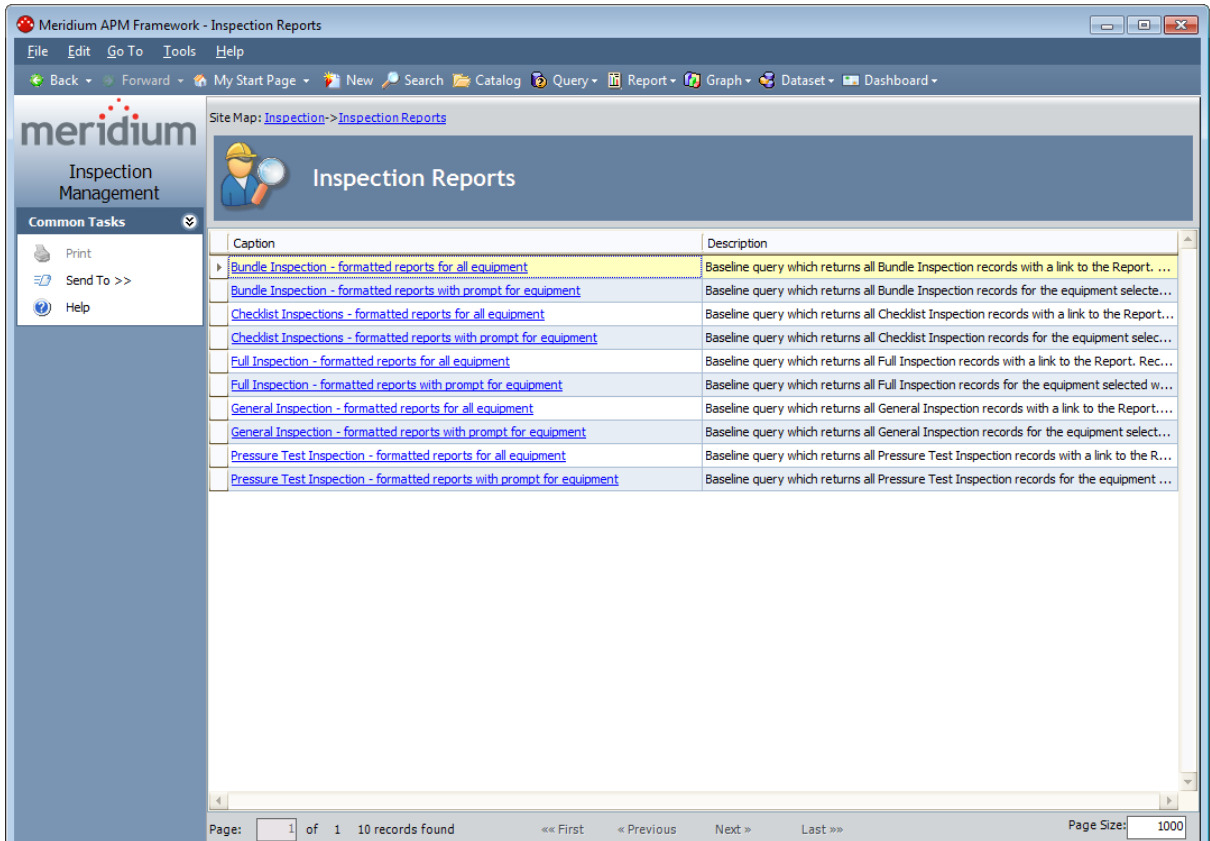 Meridium APM Framework - Inspection Reports
File Edit Go To Tools Help
Back Forward My Start Page New Search Catalog Query Report Graph Dataset Dashboard
meridium
Inspection
Management
Common Tasks
Print
Send To >>
Help
Site Map: Inspection->Inspection Reports
Inspection Reports
Caption Description
Bundle Inspection - formatted reports for all equipment Baseline query which returns all Bundle Inspection records with a link to the Report. ...
Bundle Inspection - formatted reports with prompt for equipment Baseline query which returns all Bundle Inspection records for the equipment selecte...
Checklist Inspections - formatted reports for all equipment Baseline query which returns all Checklist Inspection records with a link to the Report...
Checklist Inspections - formatted reports with prompt for equipment Baseline query which returns all Checklist Inspection records for the equipment selec...
Full Inspection - formatted reports for all equipment Baseline query which returns all Full Inspection records with a link to the Report. Rec...
Full Inspection - formatted reports with prompt for equipment Baseline query which returns all Full Inspection records for the equipment selected w...
General Inspection - formatted reports for all equipment Baseline query which returns all General Inspection records with a link to the Report....
General Inspection - formatted reports with prompt for equipment Baseline query which returns all General Inspection records for the equipment select...
Pressure Test Inspection - formatted reports for all equipment Baseline query which returns all Pressure Test Inspection records with a link to the R...
Pressure Test Inspection - formatted reports with prompt for equipment Baseline query which returns all Pressure Test Inspection records for the equipment ...
Page: 1 of 1 10 records found «« First « Previous Next » Last »» Page Size: 1000